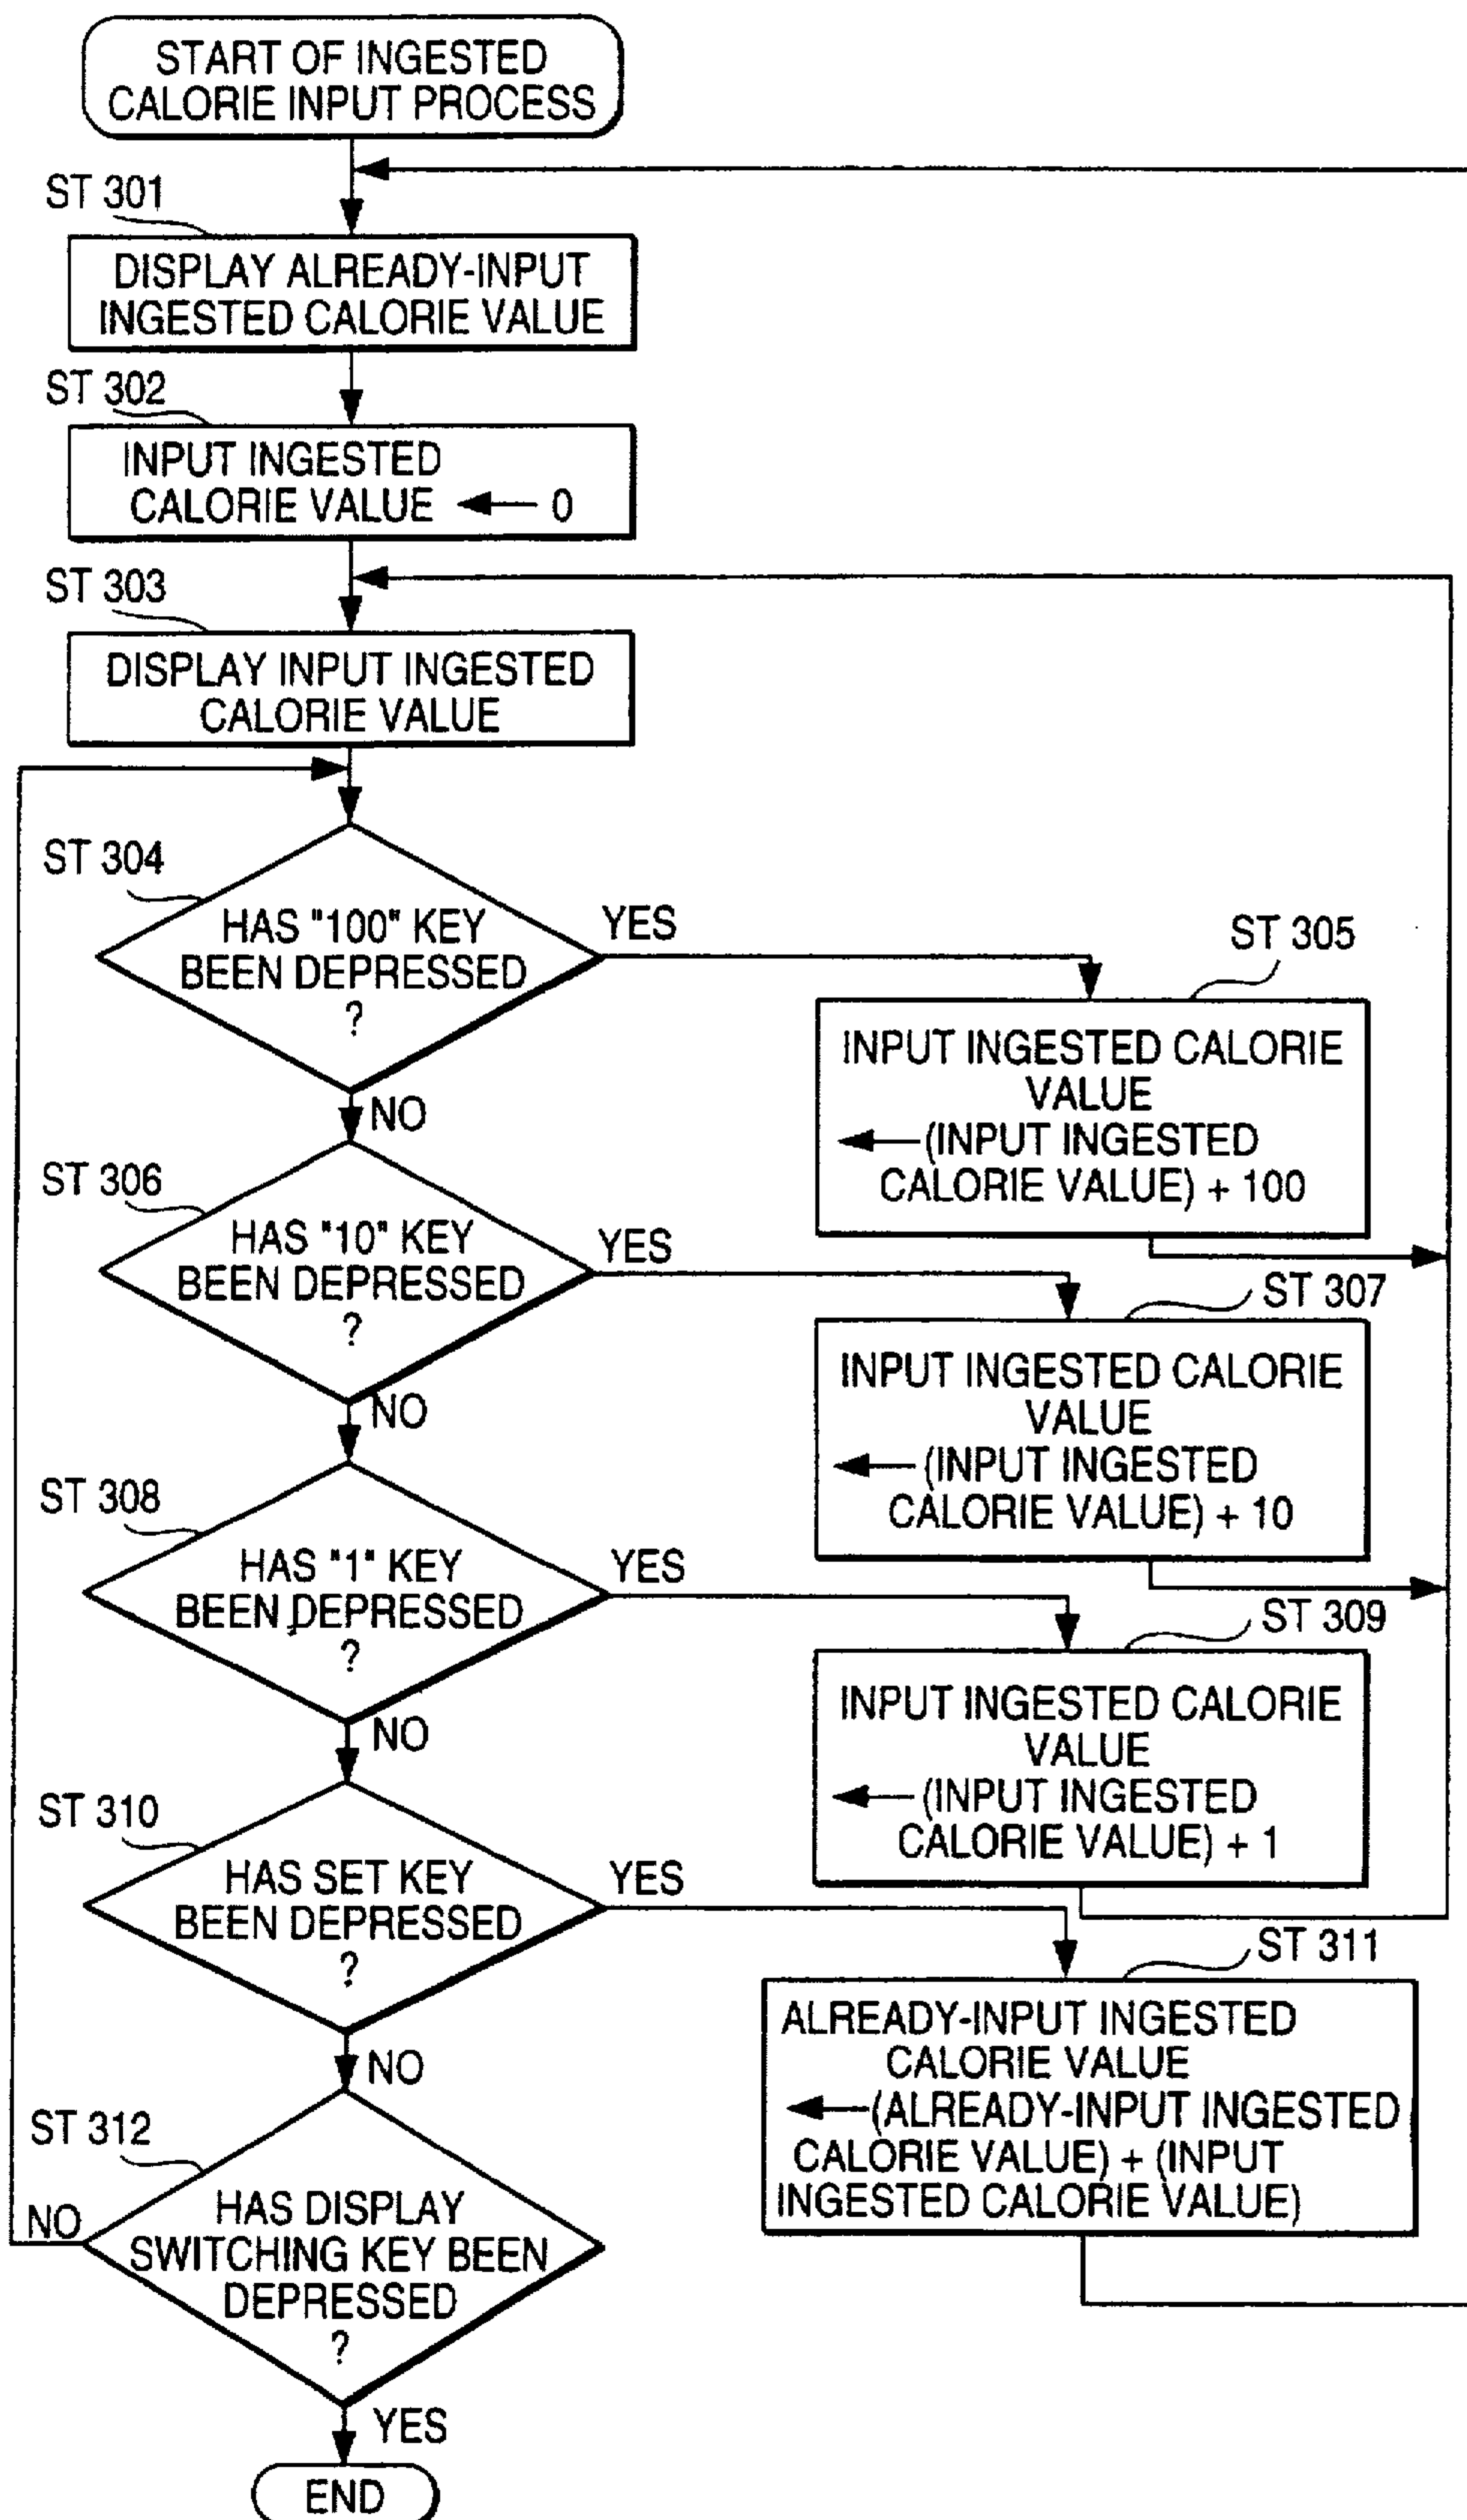 START OF INGESTED
CALORIE INPUT PROCESS
ST 301
DISPLAY ALREADY-INPUT
INGESTED CALORIE VALUE
ST 302
INPUT INGESTED
CALORIE VALUE ← 0
ST 303
DISPLAY INPUT INGESTED
CALORIE VALUE
ST 304
HAS "100" KEY
BEEN DEPRESSED
?
YES
NO
ST 305
INPUT INGESTED CALORIE
VALUE
← (INPUT INGESTED
CALORIE VALUE) + 100
ST 306
HAS "10" KEY
BEEN DEPRESSED
?
YES
NO
ST 307
INPUT INGESTED CALORIE
VALUE
← (INPUT INGESTED
CALORIE VALUE) + 10
ST 308
HAS "1" KEY
BEEN DEPRESSED
?
YES
NO
ST 309
INPUT INGESTED CALORIE
VALUE
← (INPUT INGESTED
CALORIE VALUE) + 1
ST 310
HAS SET KEY
BEEN DEPRESSED
?
YES
NO
ST 311
ALREADY-INPUT INGESTED
CALORIE VALUE
← (ALREADY-INPUT INGESTED
CALORIE VALUE) + (INPUT
INGESTED CALORIE VALUE)
ST 312
HAS DISPLAY
SWITCHING KEY BEEN
DEPRESSED
?
NO
YES
END